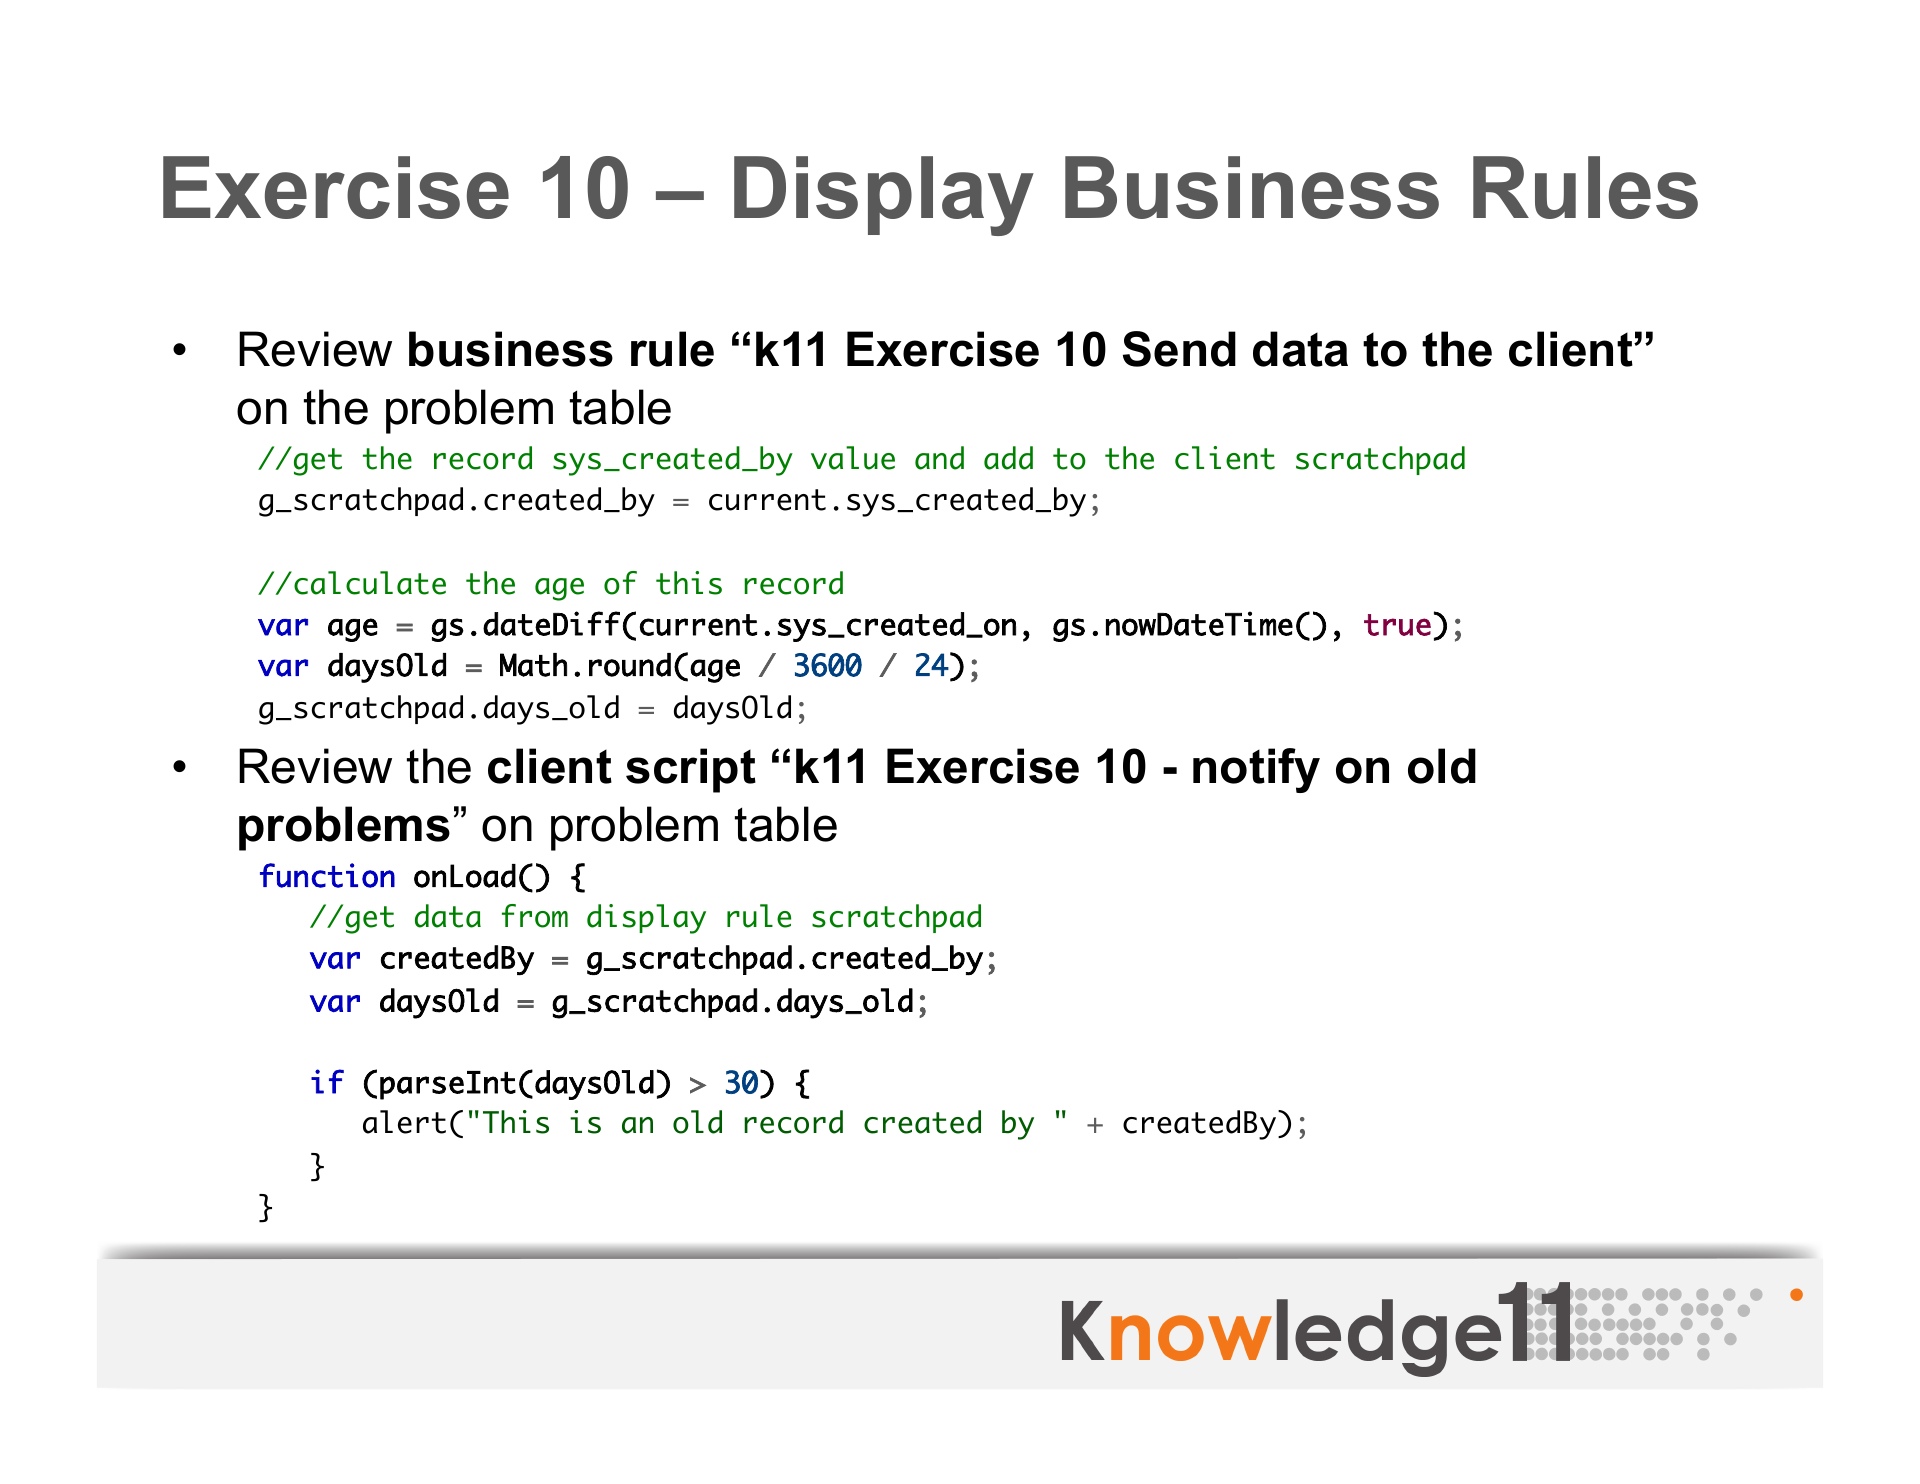 Exercise 10 – Display Business Rules
• Review business rule “k11 Exercise 10 Send data to the client”
on the problem table
//get the record sys_created_by value and add to the client scratchpad
g_scratchpad.created_by = current.sys_created_by;
//calculate the age of this record
var age = gs.dateDiff(current.sys_created_on, gs.nowDateTime(), true);
var daysOld = Math.round(age / 3600 / 24);
g_scratchpad.days_old = daysOld;
• Review the client script “k11 Exercise 10 - notify on old
problems” on problem table
function onLoad() {
   //get data from display rule scratchpad
   var createdBy = g_scratchpad.created_by;
   var daysOld = g_scratchpad.days_old;
   if (parseInt(daysOld) > 30) {
      alert("This is an old record created by " + createdBy);
   }
}
Knowledge11